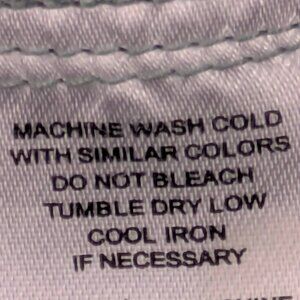 MACHINE WASH COLD
WITH SIMILAR COLORS
DO NOT BLEACH
TUMBLE DRY LOW
COOL IRON
IF NECESSARY